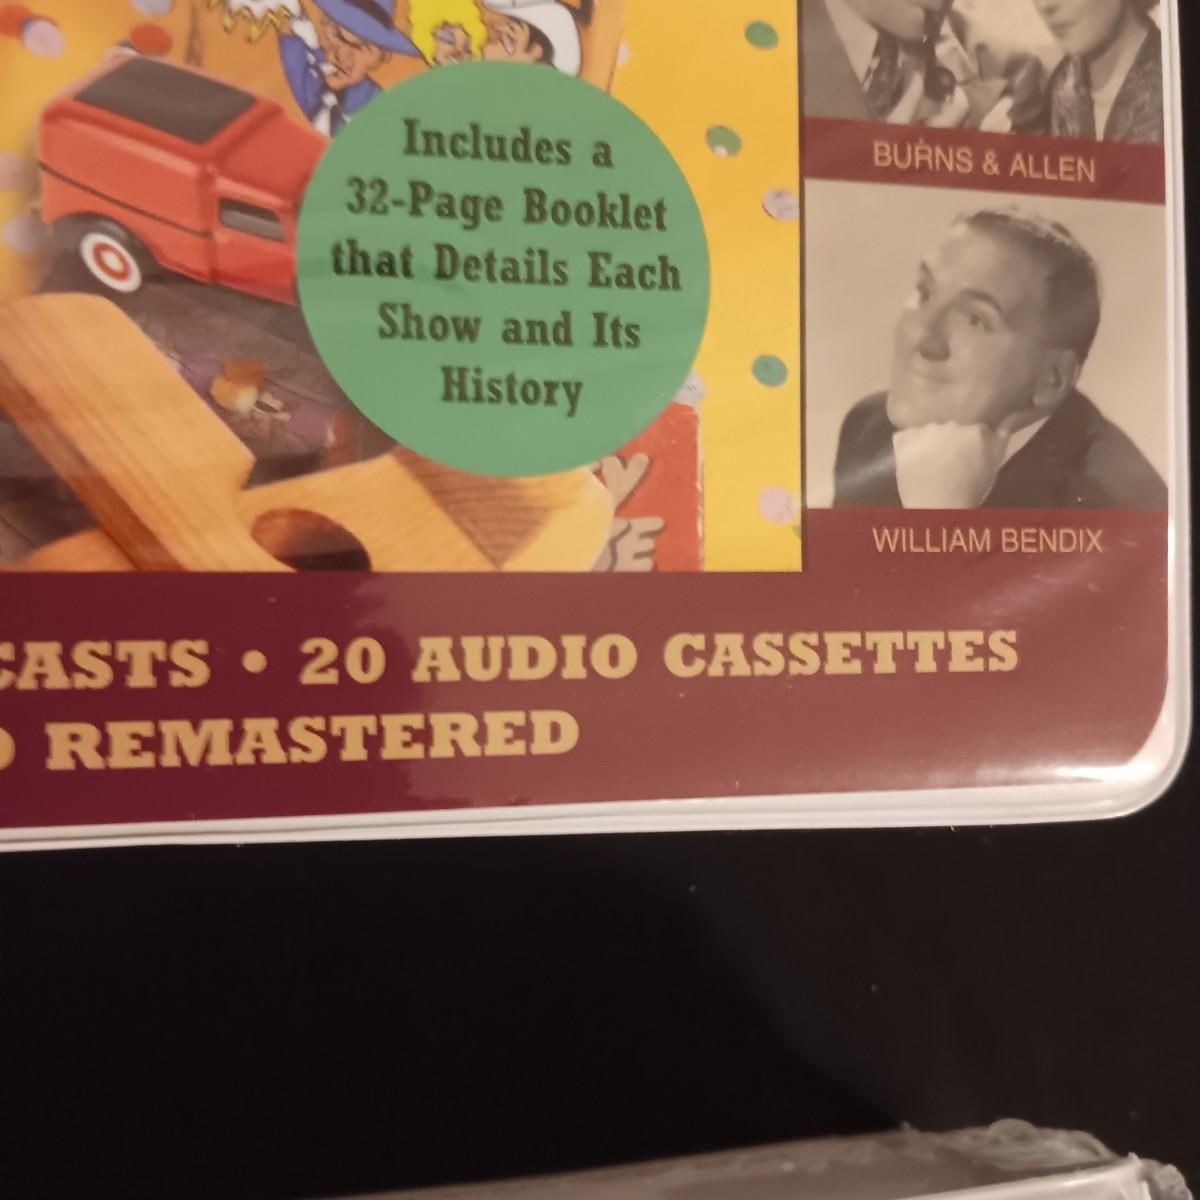 Includes a
32-Page Booklet
that Details Each
Show and Its
History
BURNS & ALLEN
WILLIAM BENDIX
CASTS • 20 AUDIO CASSETTES
REMASTERED